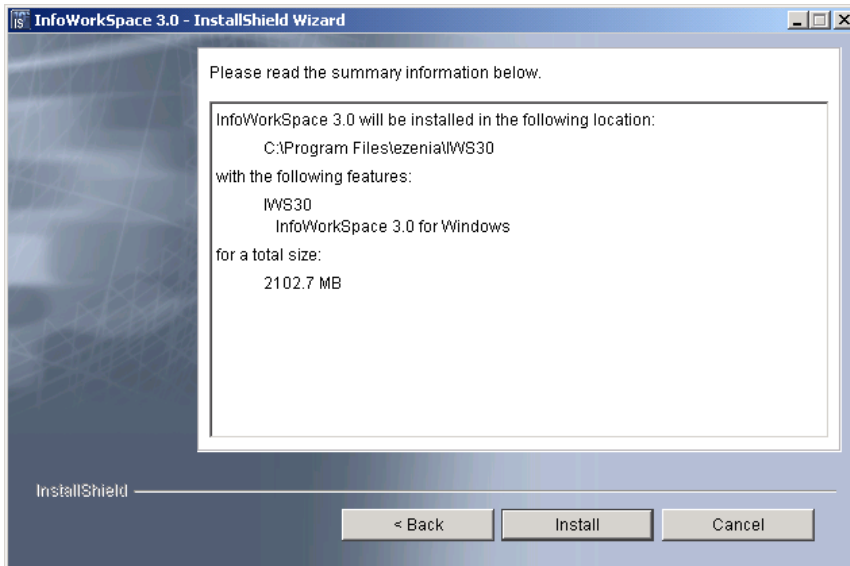 InfoWorkSpace 3.0 - InstallShield Wizard
Please read the summary information below.
InfoWorkSpace 3.0 will be installed in the following location:
C:\Program Files\ezenia\IWS30
with the following features:
IWS30
InfoWorkSpace 3.0 for Windows
for a total size:
2102.7 MB
InstallShield
< Back
Install
Cancel